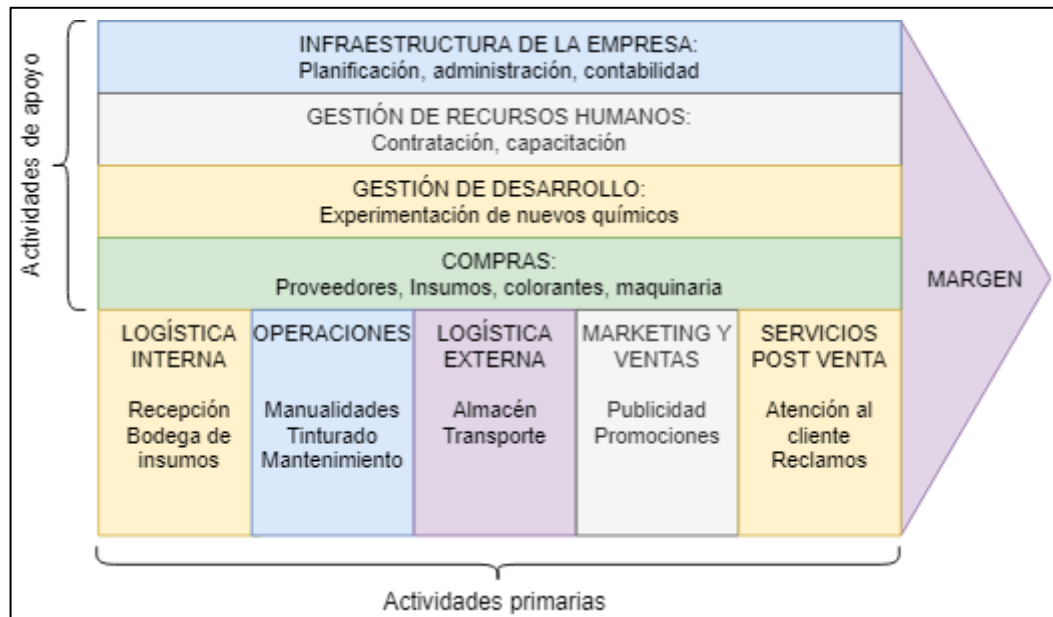 Actividades de apoyo
INFRAESTRUCTURA DE LA EMPRESA:
Planificación, administración, contabilidad
GESTIÓN DE RECURSOS HUMANOS:
Contratación, capacitación
GESTIÓN DE DESARROLLO:
Experimentación de nuevos químicos
COMPRAS:
Proveedores, Insumos, colorantes, maquinaria
MARGEN
LOGÍSTICA
INTERNA
Recepción
Bodega de
insumos
OPERACIONES
Manualidades
Tinturado
Mantenimiento
LOGÍSTICA
EXTERNA
Almacén
Transporte
MARKETING Y
VENTAS
Publicidad
Promociones
SERVICIOS
POST VENTA
Atención al
cliente
Reclamos
Actividades primarias